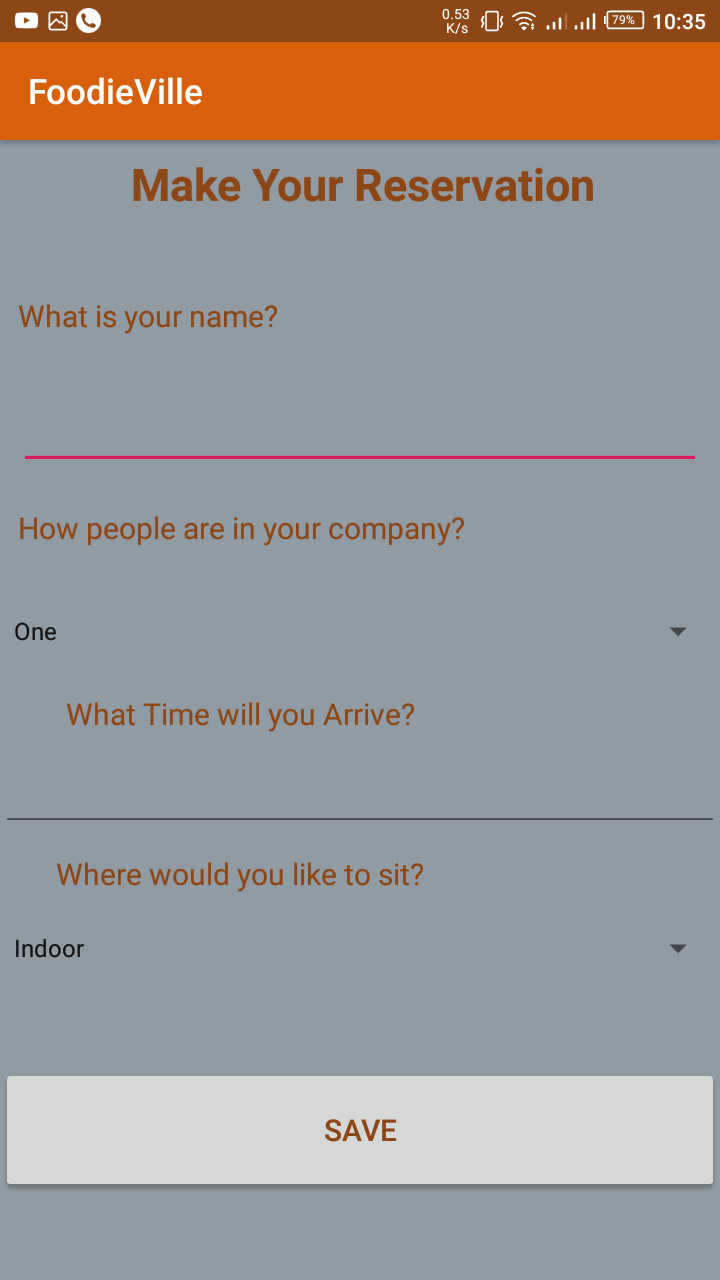 0.53
K/s
79%
10:35
FoodieVille
Make Your Reservation
What is your name?
How people are in your company?
One
What Time will you Arrive?
Where would you like to sit?
Indoor
SAVE